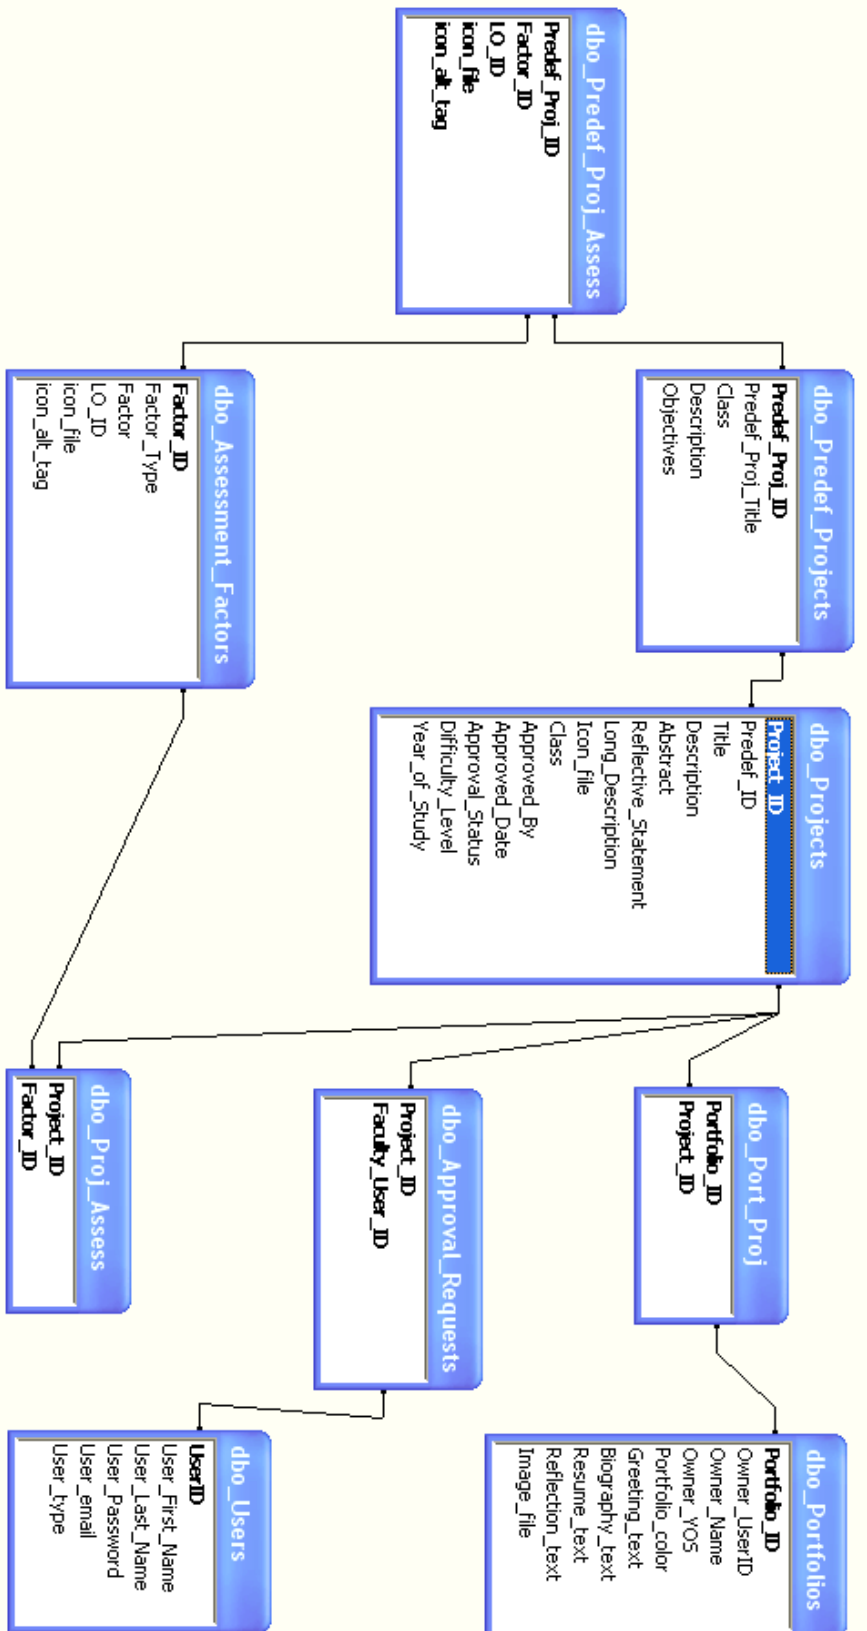 dbo_Predef_Proj_Assess
Predef_Proj_ID
Factor_ID
LO_ID
icon_file
icon_alt_tag
dbo_Predef_Projects
Predef_Proj_ID
Predef_Proj_Title
Class
Description
Objectives
dbo_Assessment_Factors
Factor_ID
Factor_Type
Factor
LO_ID
icon_file
icon_alt_tag
dbo_Projects
Project_ID
Predef_ID
Title
Description
Abstract
Reflective_Statement
Long_Description
Icon_file
Class
Approved_By
Approved_Date
Approval_Status
Difficulty_Level
Year_of_Study
dbo_Port_Proj
Portfolio_ID
Project_ID
dbo_Approval_Requests
Project_ID
Faculty_User_ID
dbo_Proj_Assess
Project_ID
Factor_ID
dbo_Portfolios
Portfolio_ID
Owner_UserID
Owner_Name
Owner_YOS
Portfolio_color
Greeting_text
Biography_text
Resume_text
Reflection_text
Image_file
dbo_Users
UserID
User_First_Name
User_Last_Name
User_Password
User_email
User_type